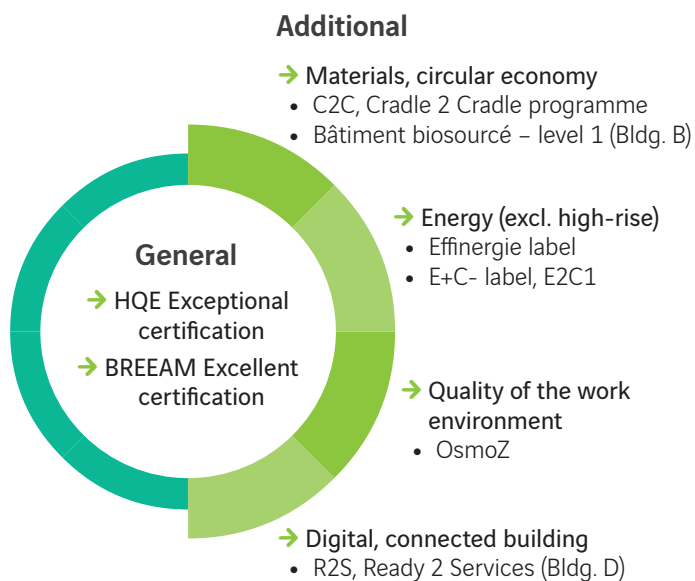 Additional
→ Materials, circular economy
• C2C, Cradle 2 Cradle programme
• Bâtiment biosourcé – level 1 (Bldg. B)
→ Energy (excl. high-rise)
• Effinergie label
• E+C- label, E2C1
General
→ HQE Exceptional
certification
→ BREEAM Excellent
certification
→ Quality of the work
environment
• OsmoZ
→ Digital, connected building
• R2S, Ready 2 Services (Bldg. D)